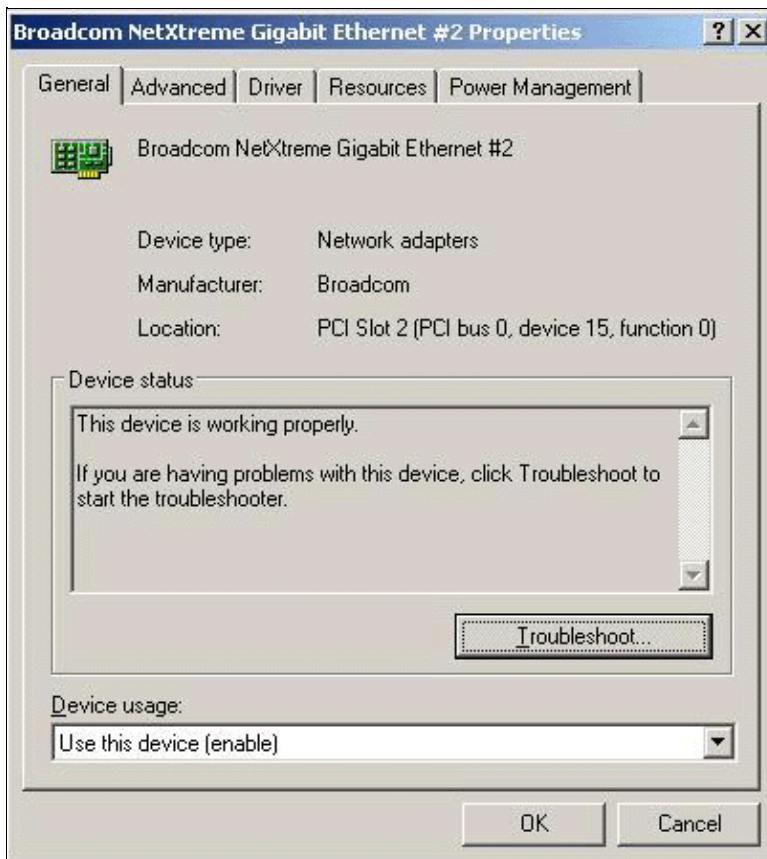 Broadcom NetXtreme Gigabit Ethernet #2 Properties
General Advanced Driver Resources Power Management
Broadcom NetXtreme Gigabit Ethernet #2
Device type: Network adapters
Manufacturer: Broadcom
Location: PCI Slot 2 (PCI bus 0, device 15, function 0)
Device status
This device is working properly.
If you are having problems with this device, click Troubleshoot to
start the troubleshooter.
Troubleshoot...
Device usage:
Use this device (enable)
OK Cancel